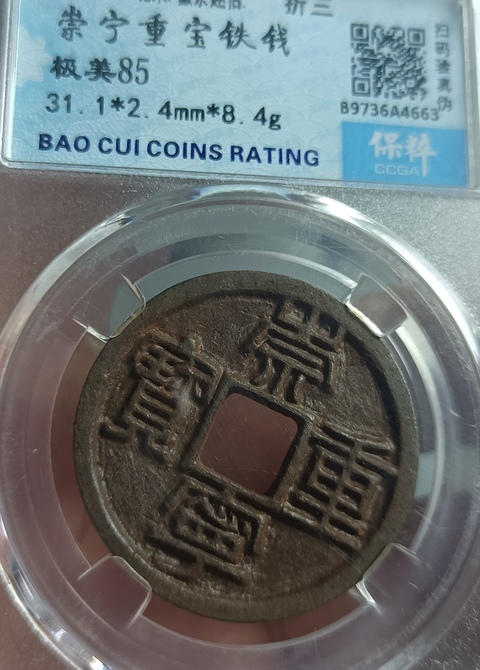 折三
崇宁重宝铁钱
极美85
31.1*2.4mm*8.4g
BAO CUI COINS RATING
扫码验真伪
B9736A4663
保粹
CCGA
崇
重
寧
寶